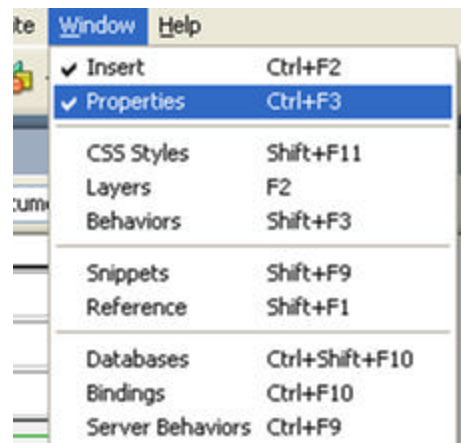 te Window Help
Insert Ctrl+F2
Properties Ctrl+F3
CSS Styles Shift+F11
Layers F2
Behaviors Shift+F3
Snippets Shift+F9
Reference Shift+F1
Databases Ctrl+Shift+F10
Bindings Ctrl+F10
Server Behaviors Ctrl+F9